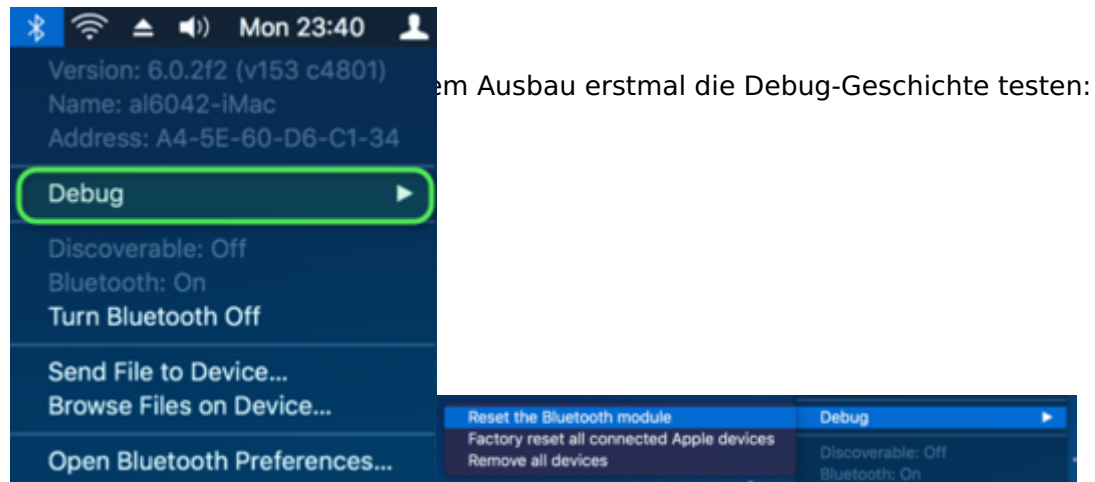 Mon 23:40
Version: 6.0.2f2 (v153 c4801)
Name: al6042-iMac
Address: A4-5E-60-D6-C1-34
Ausbau erstmal die Debug-Geschichte testen:
Debug
Discoverable: Off
Bluetooth: On
Turn Bluetooth Off
Send File to Device...
Browse Files on Device...
Open Bluetooth Preferences...
Reset the Bluetooth module
Factory reset all connected Apple devices
Remove all devices
Debug
Discoverable: Off
Bluetooth: On